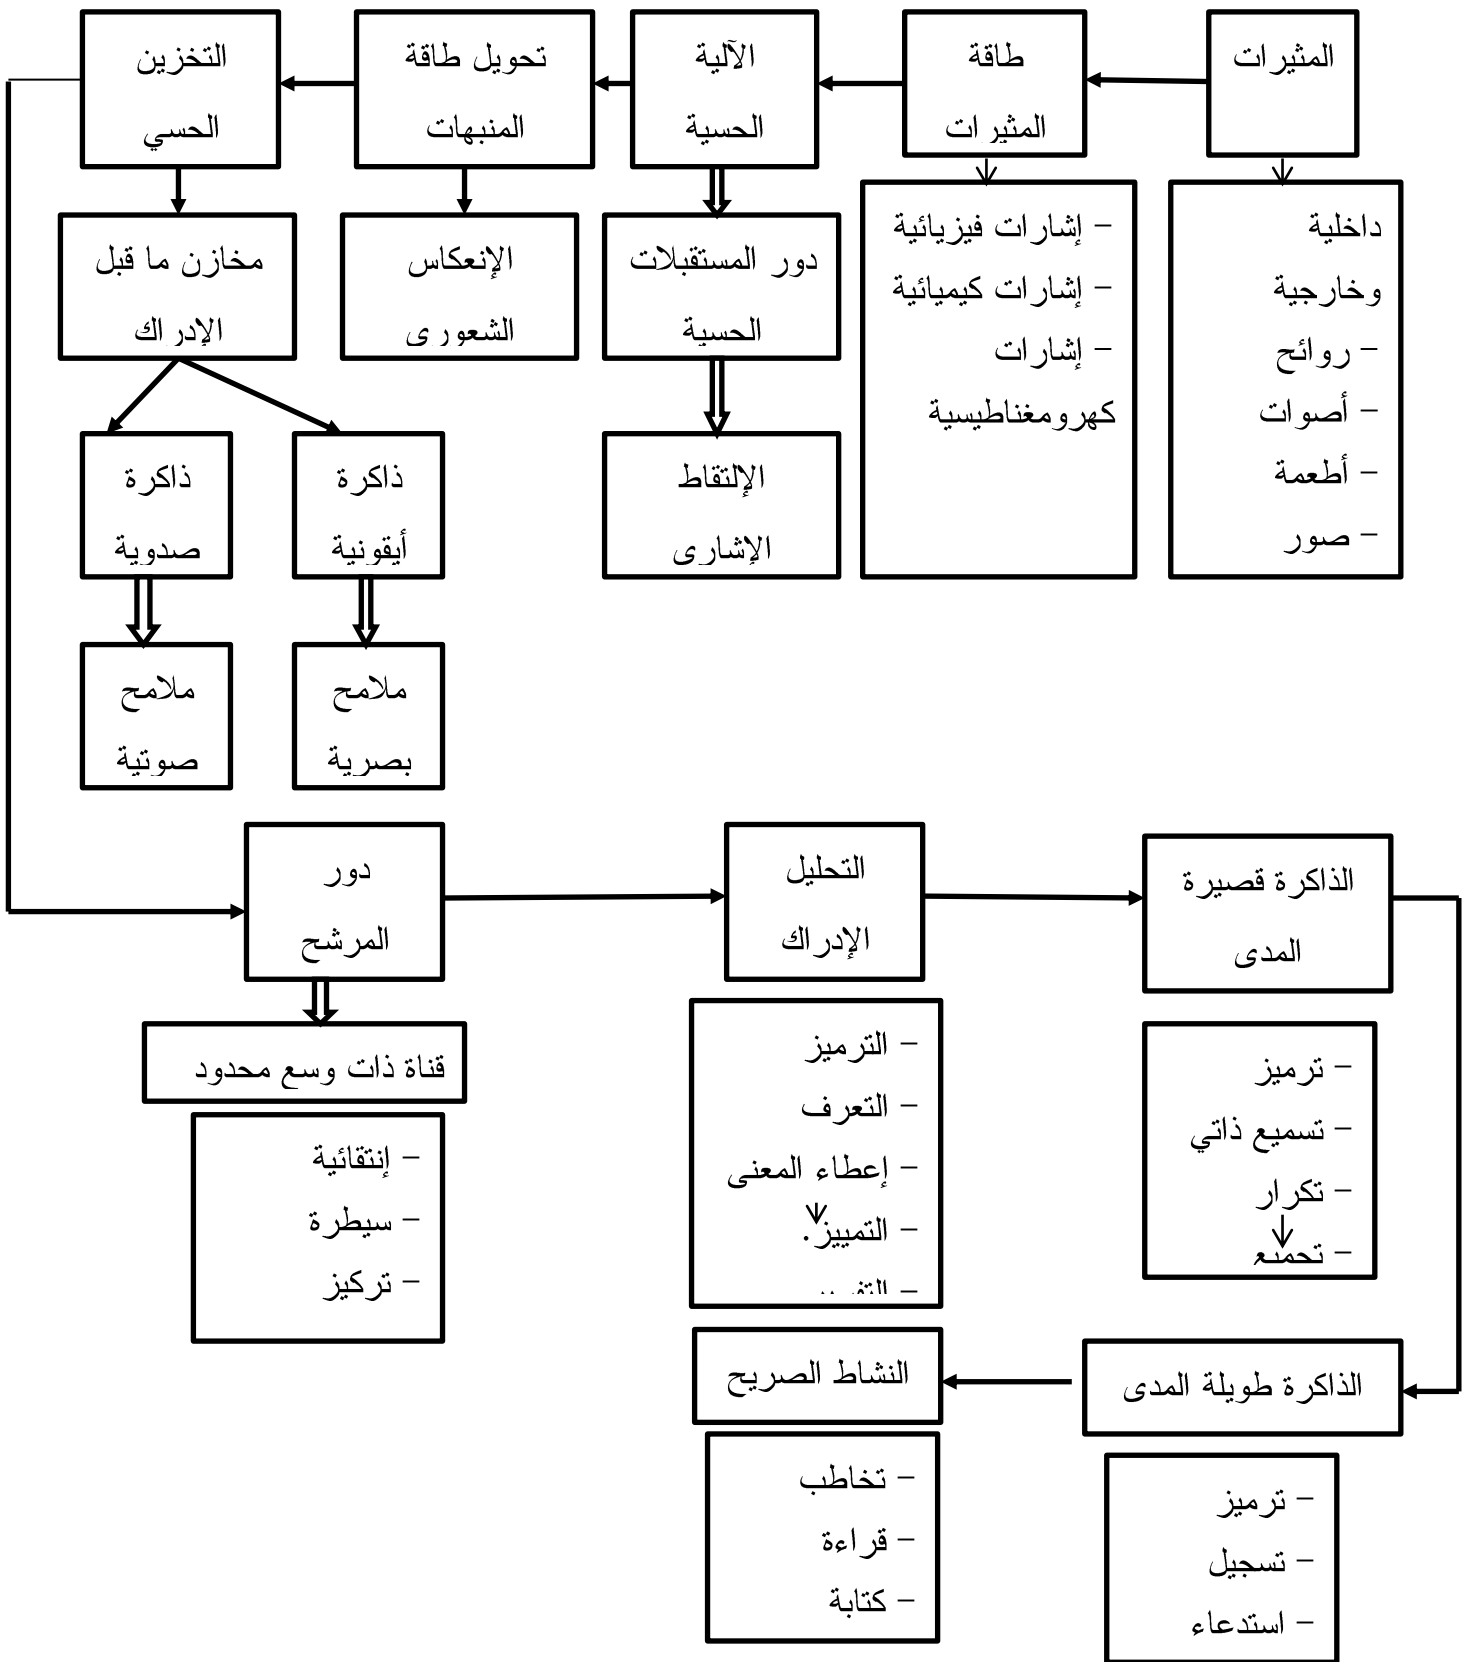 المثيرات
طاقة
المثيرات
الآلية
الحسية
تحويل طاقة
المنبهات
التخزين
الحسي
داخلية
وخارجية
- روائح
- أصوات
- أطعمة
- صور
- إشارات فيزيائية
- إشارات كيميائية
- إشارات
كهرومغناطيسية
دور المستقبلات
الحسية
الإنعكاس
الشعوري
مخازن ما قبل
الإدراك
الإلتقاط
الإشاري
ذاكرة
أيقونية
ذاكرة
صدوية
ملامح
بصرية
ملامح
صوتية
دور
المرشح
التحليل
الإدراك
الذاكرة قصيرة
المدى
قناة ذات وسع محدود
- إنتقائية
- سيطرة
- تركيز
- الترميز
- التعرف
- إعطاء المعنى
- التمييز.
- ترميز
- تسميع ذاتي
- تكرار
- تجميع
الذاكرة طويلة المدى
النشاط الصريح
- ترميز
- تسجيل
- استدعاء
- تخاطب
- قراءة
- كتابة